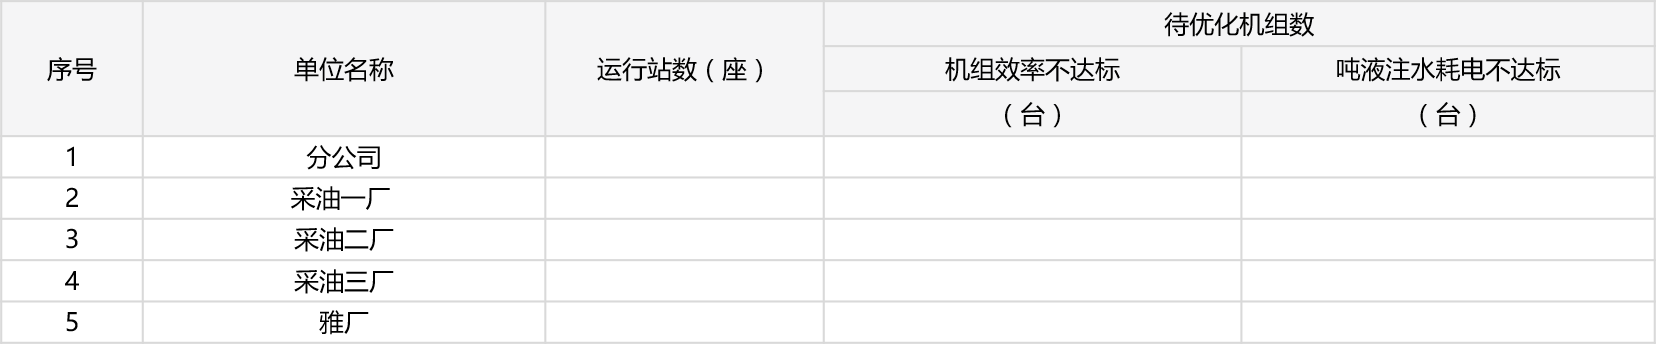 待优化机组数
序号 单位名称 运行站数（座） 机组效率不达标 吨液注水耗电不达标
（台） （台）
1 分公司
2 采油一厂
3 采油二厂
4 采油三厂
5 雅厂